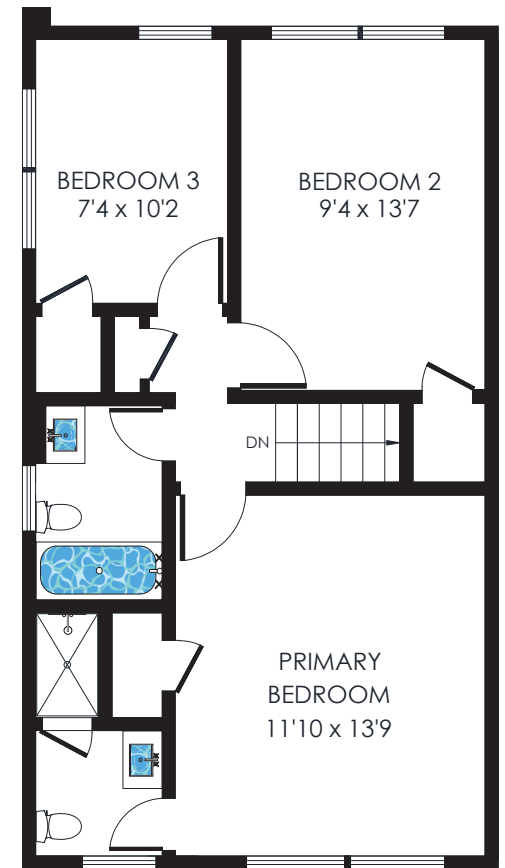 BEDROOM 3
7'4 x 10'2
BEDROOM 2
9'4 x 13'7
DN
PRIMARY
BEDROOM
11'10 x 13'9